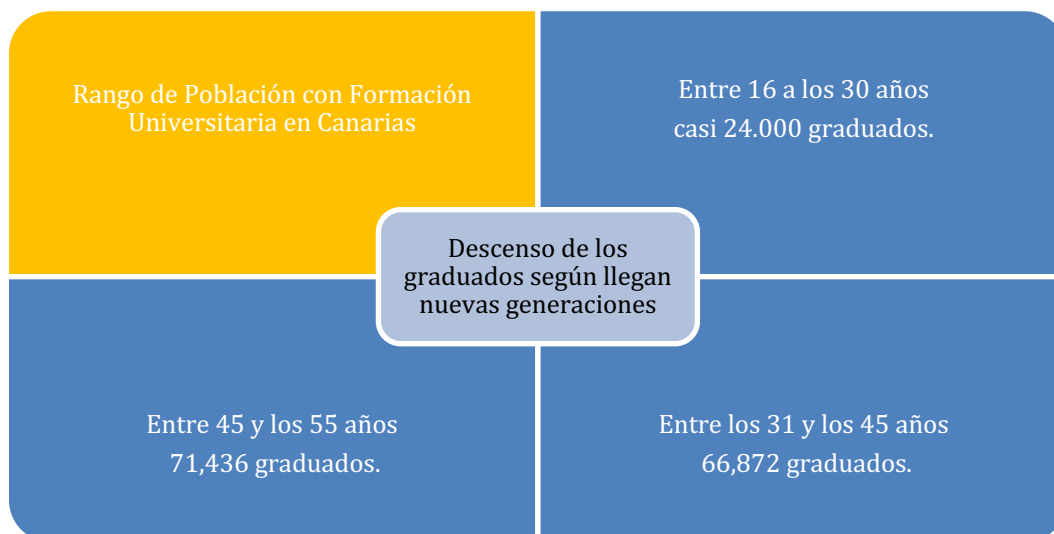 Rango de Población con Formación
Universitaria en Canarias
Entre 16 a los 30 años
casi 24.000 graduados.
Descenso de los
graduados según llegan
nuevas generaciones
Entre 45 y los 55 años
71,436 graduados.
Entre los 31 y los 45 años
66,872 graduados.